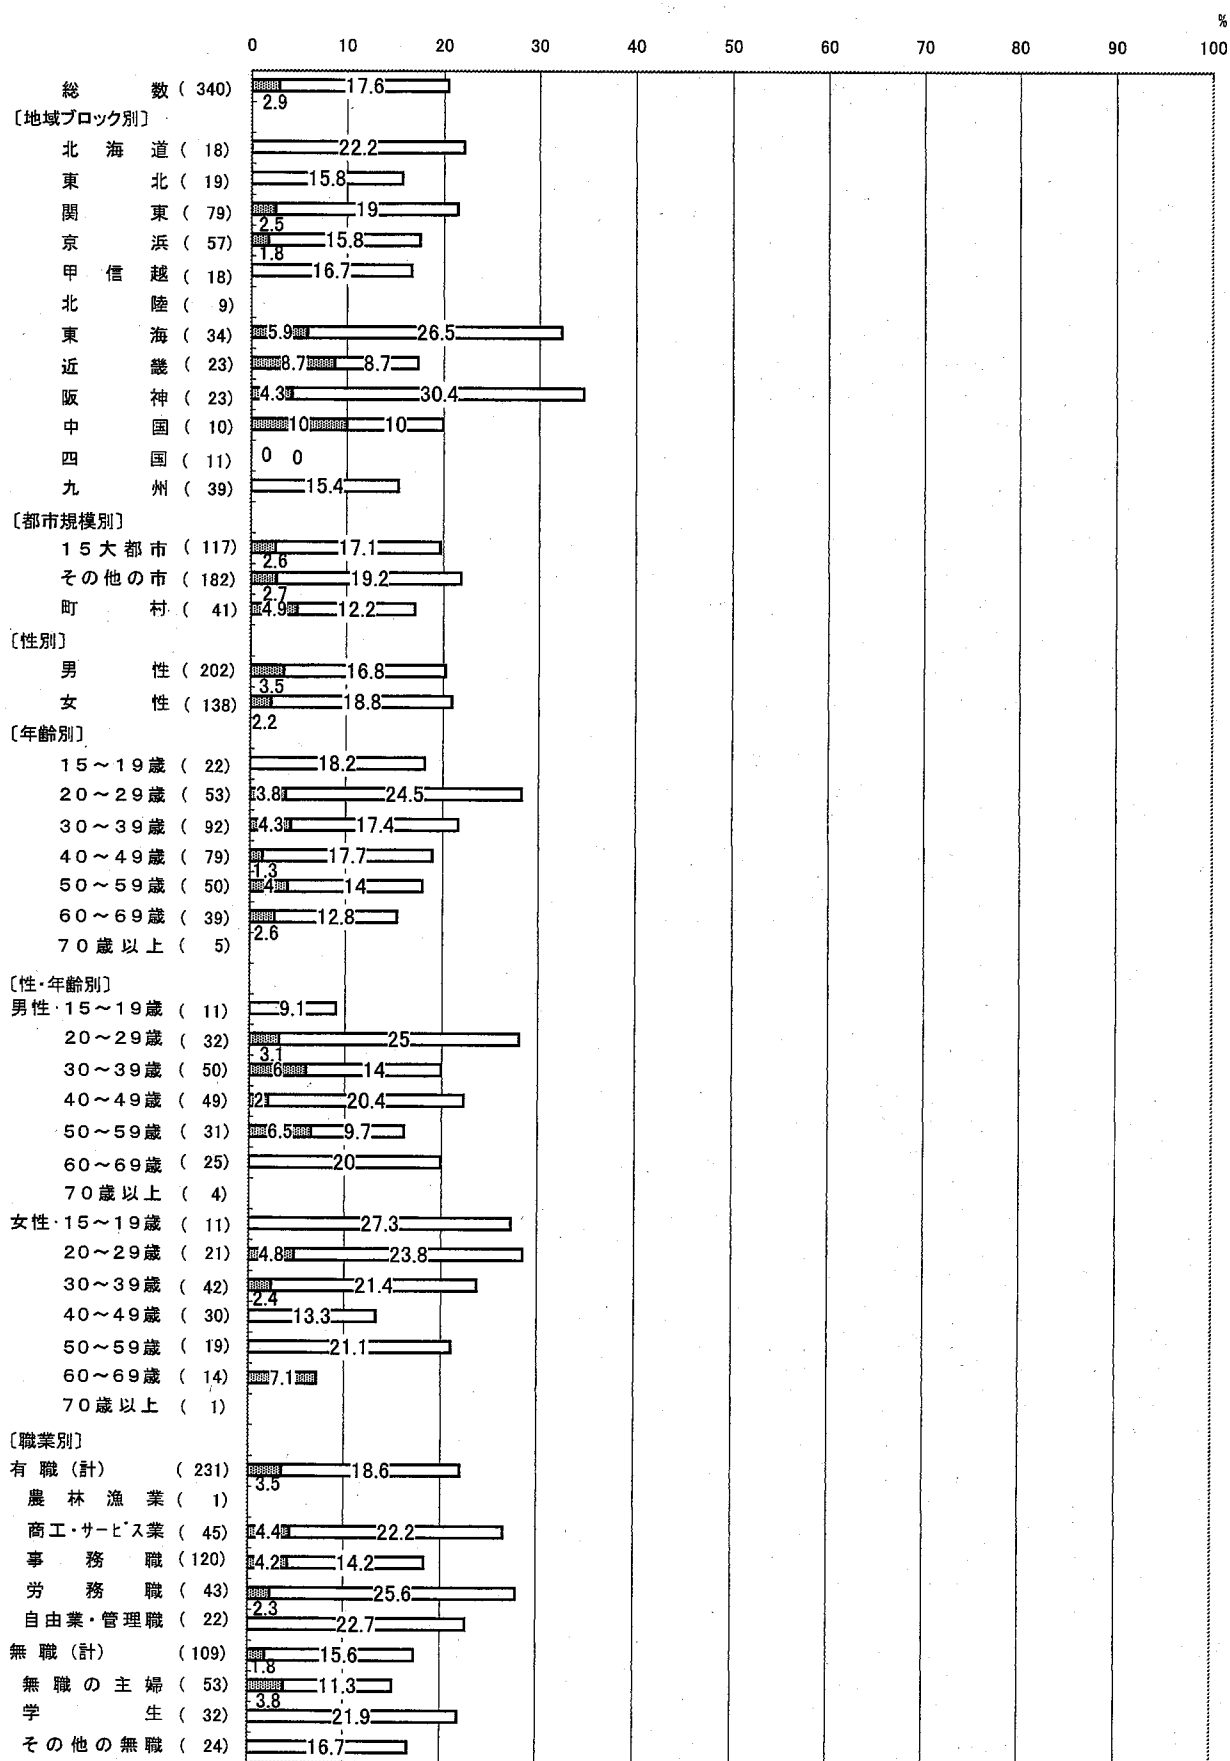 %
0 10 20 30 40 50 60 70 80 90 100
総数 ( 340) 17.6
2.9
〔地域ブロック別〕
北海道 ( 18) 22.2
東北 ( 19) 15.8
関東 ( 79) 19
2.5
京浜 ( 57) 15.8
1.8
甲信越 ( 18) 16.7
北陸 ( 9)
東海 ( 34) 5.9 26.5
近畿 ( 23) 8.7 8.7
阪神 ( 23) 4.3 30.4
中国 ( 10) 10 10
四国 ( 11) 0 0
九州 ( 39) 15.4
〔都市規模別〕
15大都市 ( 117) 17.1
2.6
その他の市 ( 182) 19.2
2.7
町村 ( 41) 4.9 12.2
〔性別〕
男性 ( 202) 16.8
3.5
女性 ( 138) 18.8
2.2
〔年齢別〕
15~19歳 ( 22) 18.2
20~29歳 ( 53) 3.8 24.5
30~39歳 ( 92) 4.3 17.4
40~49歳 ( 79) 17.7
1.3
50~59歳 ( 50) 4 14
60~69歳 ( 39) 12.8
2.6
70歳以上 ( 5)
〔性・年齢別〕
男性・15~19歳 ( 11) 9.1
20~29歳 ( 32) 25
3.1
30~39歳 ( 50) 6 14
40~49歳 ( 49) 2 20.4
50~59歳 ( 31) 6.5 9.7
60~69歳 ( 25) 20
70歳以上 ( 4)
女性・15~19歳 ( 11) 27.3
20~29歳 ( 21) 4.8 23.8
30~39歳 ( 42) 21.4
2.4
40~49歳 ( 30) 13.3
50~59歳 ( 19) 21.1
60~69歳 ( 14) 7.1
70歳以上 ( 1)
〔職業別〕
有職(計) ( 231) 18.6
3.5
農林漁業 ( 1)
商工・サービス業 ( 45) 4.4 22.2
事務職 ( 120) 4.2 14.2
労務職 ( 43) 25.6
2.3
自由業・管理職 ( 22) 22.7
無職(計) ( 109) 15.6
1.8
無職の主婦 ( 53) 11.3
3.8
学生 ( 32) 21.9
その他の無職 ( 24) 16.7